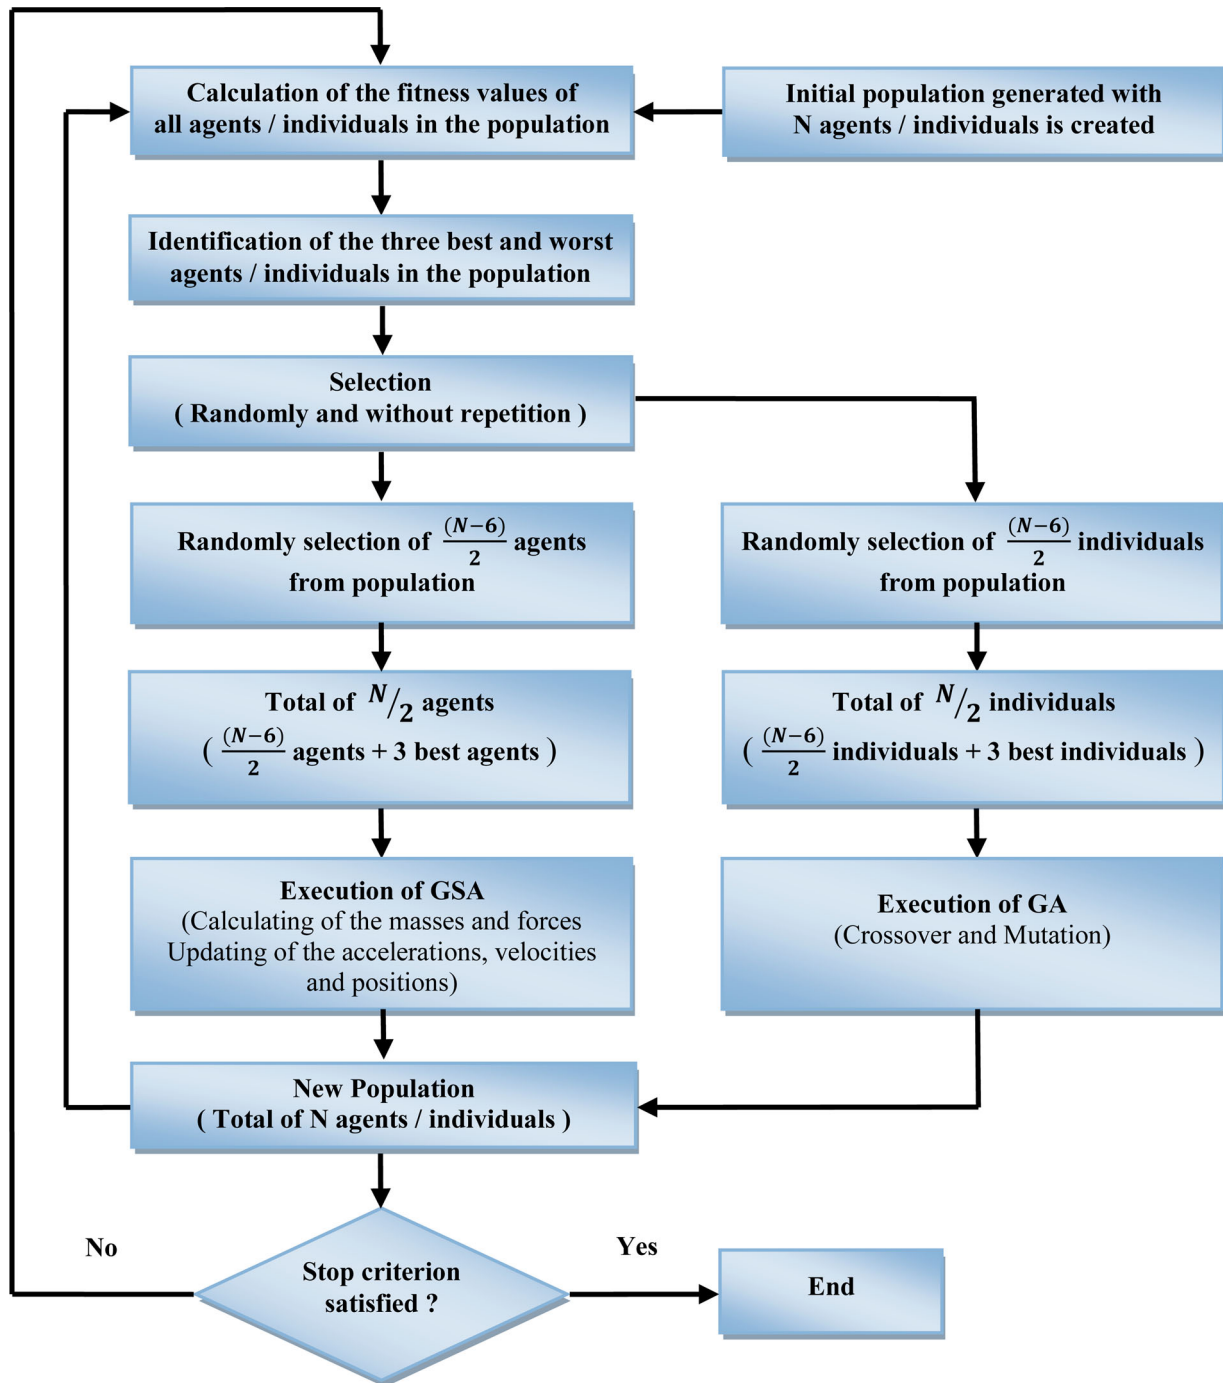 Calculation of the fitness values of
all agents / individuals in the population
Initial population generated with
N agents / individuals is created
Identification of the three best and worst
agents / individuals in the population
Selection
( Randomly and without repetition )
Randomly selection of (N−6)/2 agents
from population
Randomly selection of (N−6)/2 individuals
from population
Total of N/2 agents
( (N−6)/2 agents + 3 best agents )
Total of N/2 individuals
( (N−6)/2 individuals + 3 best individuals )
Execution of GSA
(Calculating of the masses and forces
Updating of the accelerations, velocities
and positions)
Execution of GA
(Crossover and Mutation)
New Population
( Total of N agents / individuals )
No
Yes
Stop criterion
satisfied ?
End